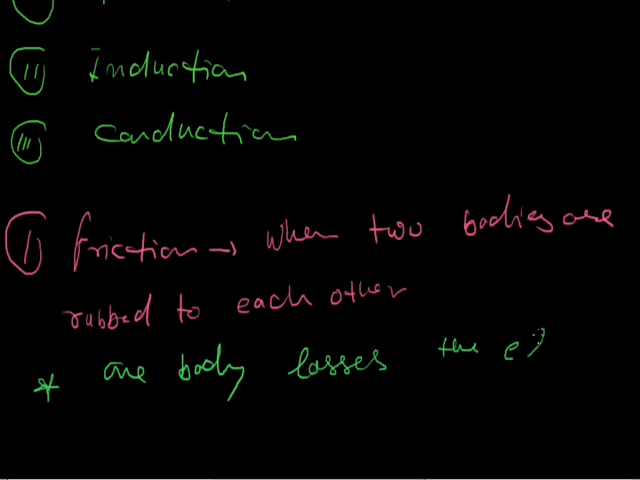 (II) Induction
(III) Conduction
(I) friction → when two bodies are
rubbed to each other
* one body losses the e